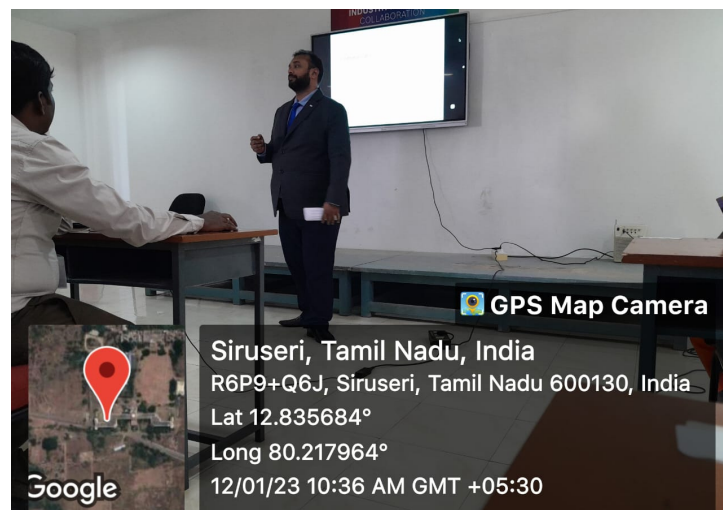 INDUSTR
COLLABORATION
GPS Map Camera
Siruseri, Tamil Nadu, India
R6P9+Q6J, Siruseri, Tamil Nadu 600130, India
Lat 12.835684°
Long 80.217964°
12/01/23 10:36 AM GMT +05:30
Google